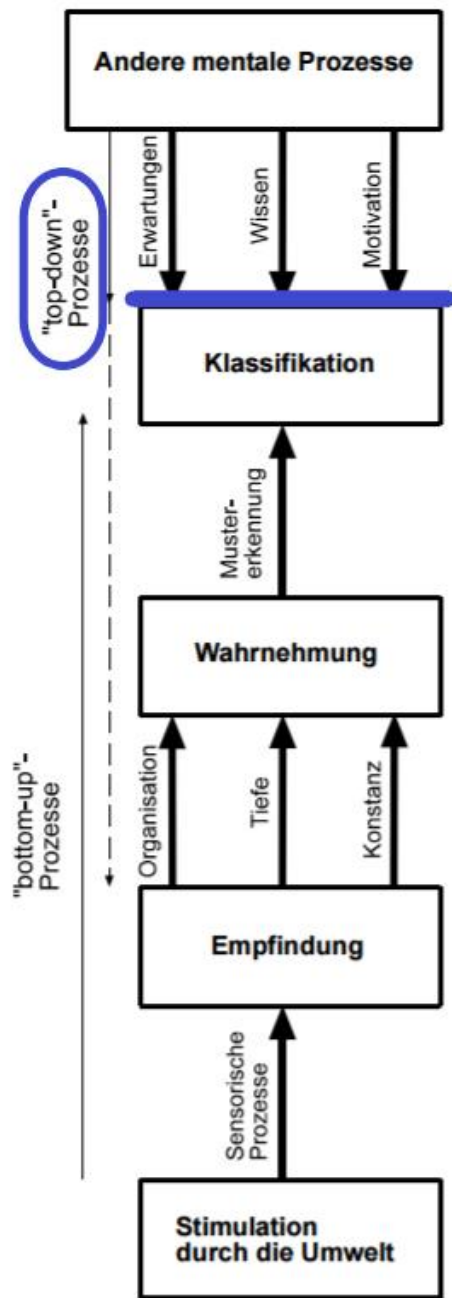 Andere mentale Prozesse
"top-down"-
Prozesse
Erwartungen
Wissen
Motivation
Klassifikation
Muster-
erkennung
Wahrnehmung
"bottom-up"-
Prozesse
Organisation
Tiefe
Konstanz
Empfindung
Sensorische
Prozesse
Stimulation
durch die Umwelt